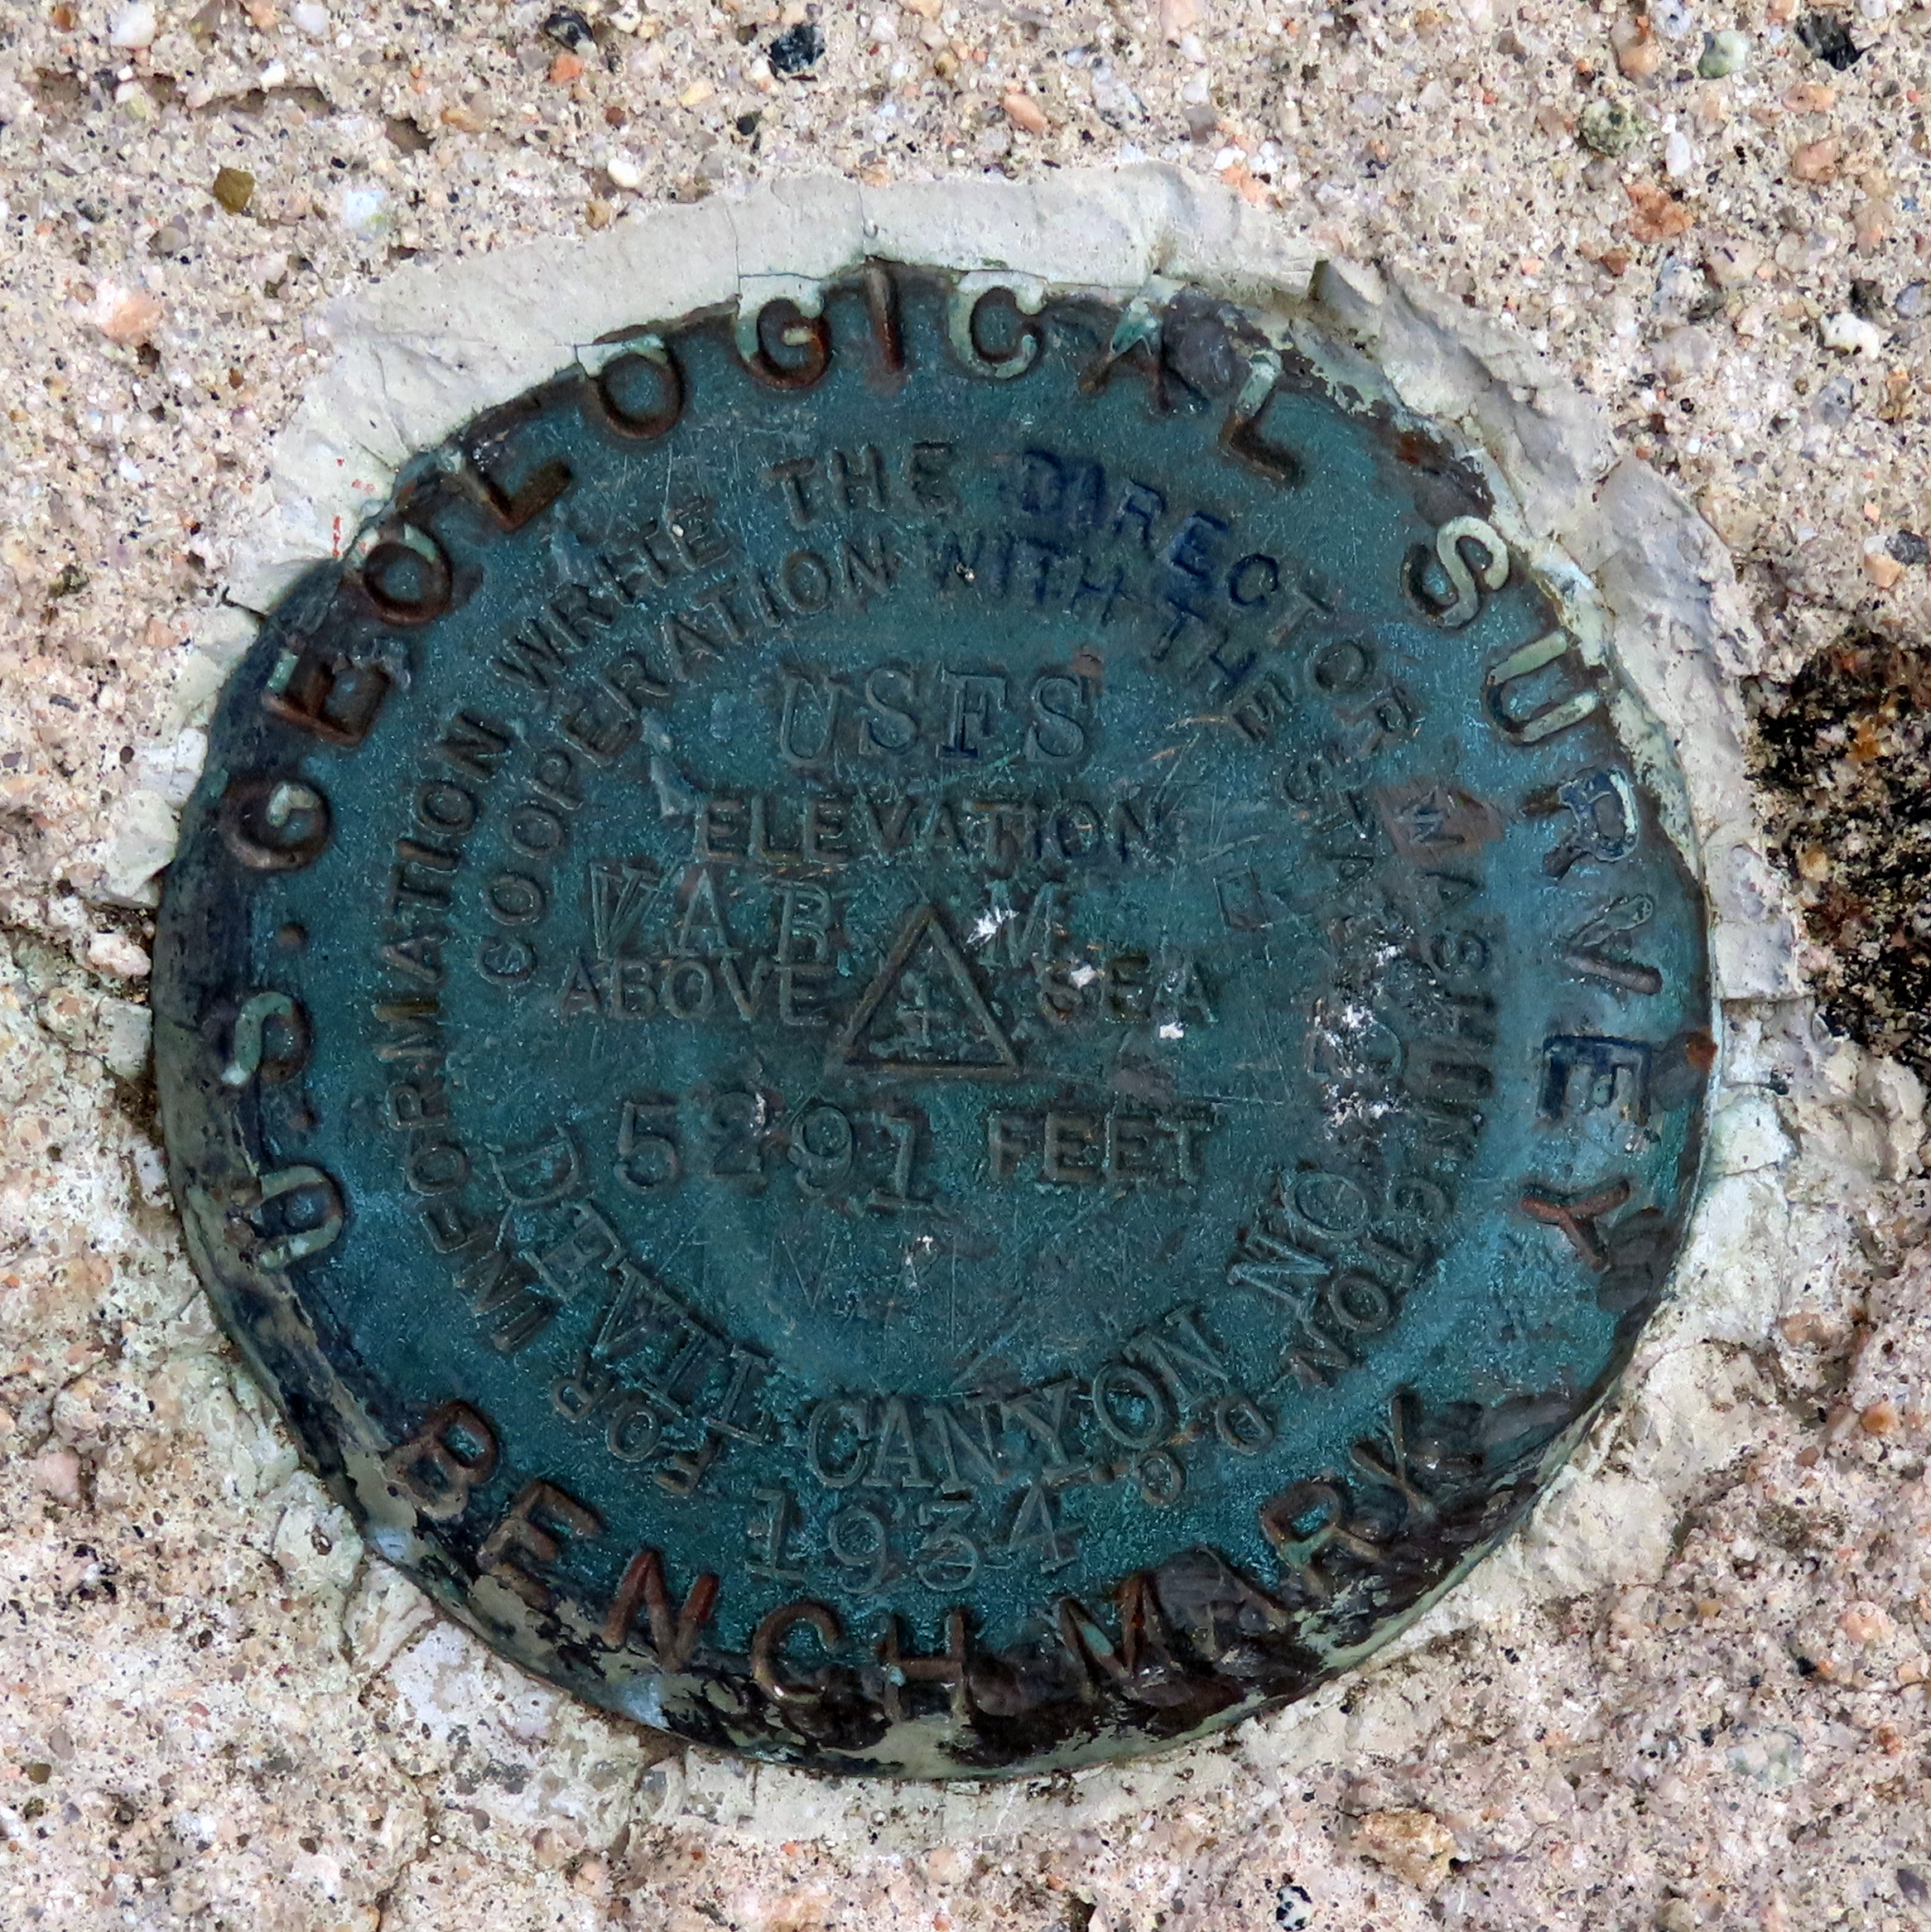 U.S. GEOLOGICAL SURVEY
FOR INFORMATION WRITE THE DIRECTOR WASHINGTON D.C.
COOPERATION WITH THE STATE
USFS
ELEVATION
VABM
ABOVE SEA
5291 FEET
DEVIL CANYON NO
1934
BENCH MARK